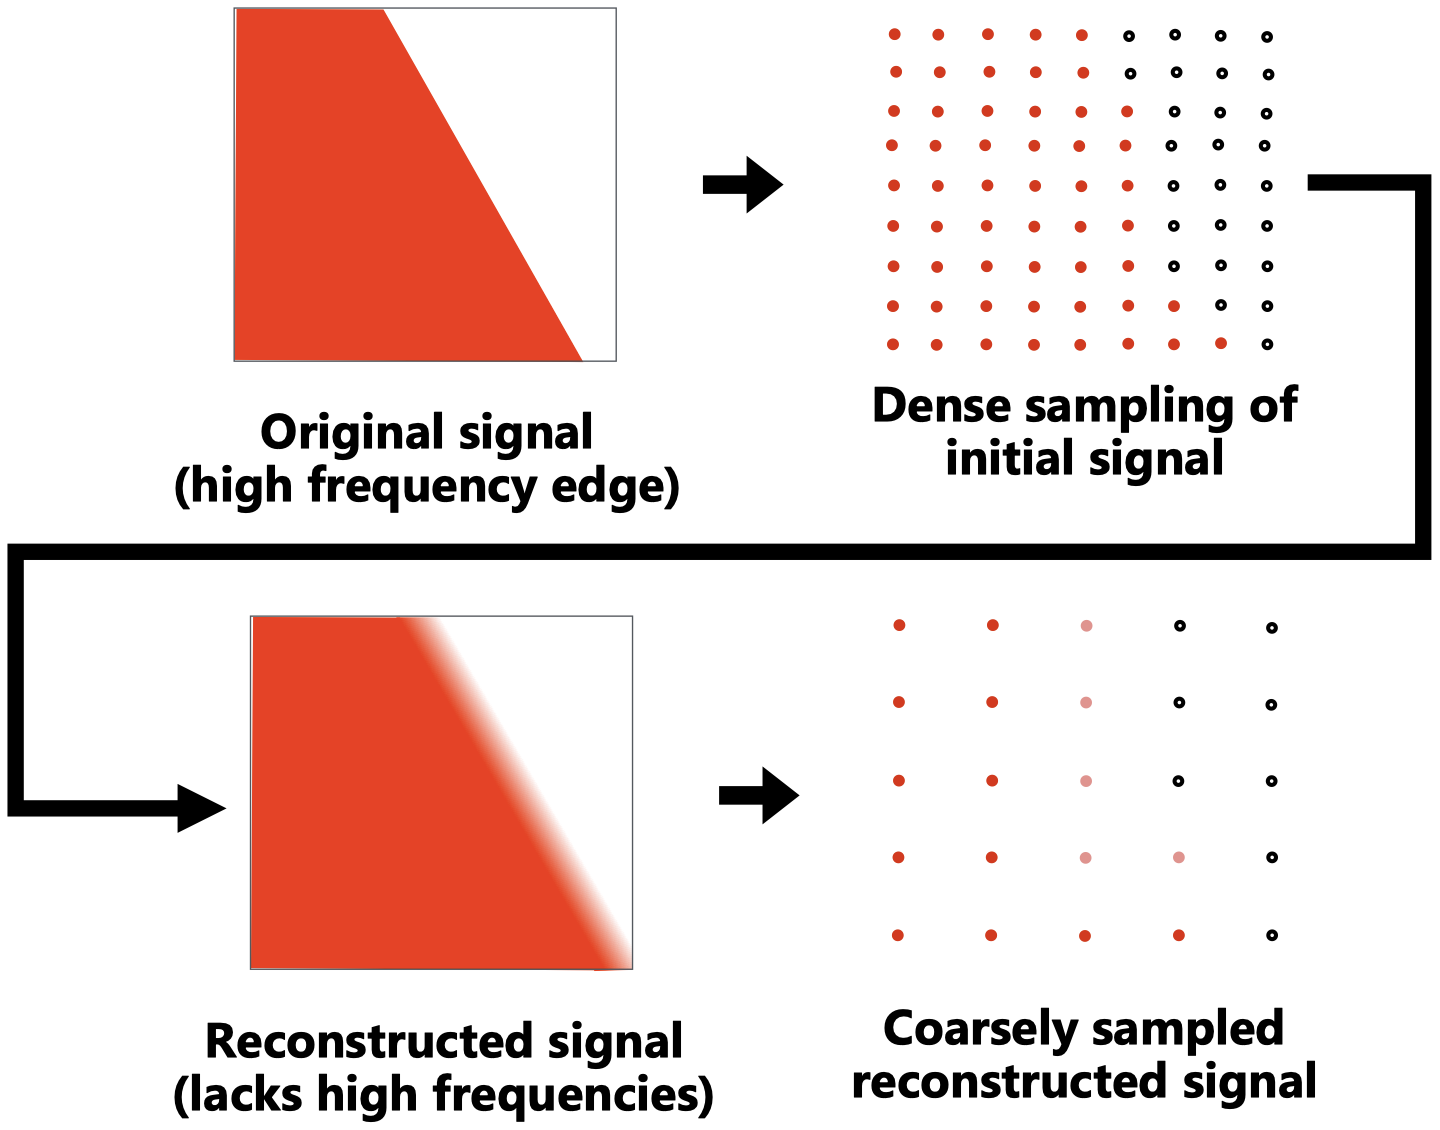 Original signal
(high frequency edge)
Dense sampling of
initial signal
Reconstructed signal
(lacks high frequencies)
Coarsely sampled
reconstructed signal